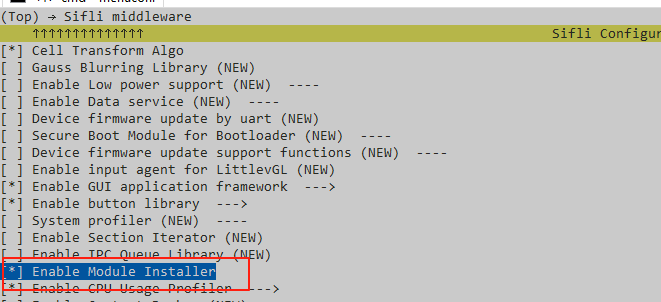 (Top) → Sifli middleware
↑↑↑↑↑↑↑↑↑↑↑↑↑↑ Sifli Configur
[*] Cell Transform Algo
[ ] Gauss Blurring Library (NEW)
[ ] Enable Low power support (NEW) ----
[ ] Enable Data service (NEW) ----
[ ] Device firmware update by uart (NEW)
[ ] Secure Boot Module for Bootloader (NEW) ----
[ ] Device firmware update support functions (NEW) ----
[ ] Enable input agent for LittlevGL (NEW)
[*] Enable GUI application framework --->
[*] Enable button library --->
[ ] System profiler (NEW) ----
[ ] Enable Section Iterator (NEW)
[ ] Enable IPC Queue Library (NEW)
[*] Enable Module Installer
[*] Enable CPU Usage Profiler --->